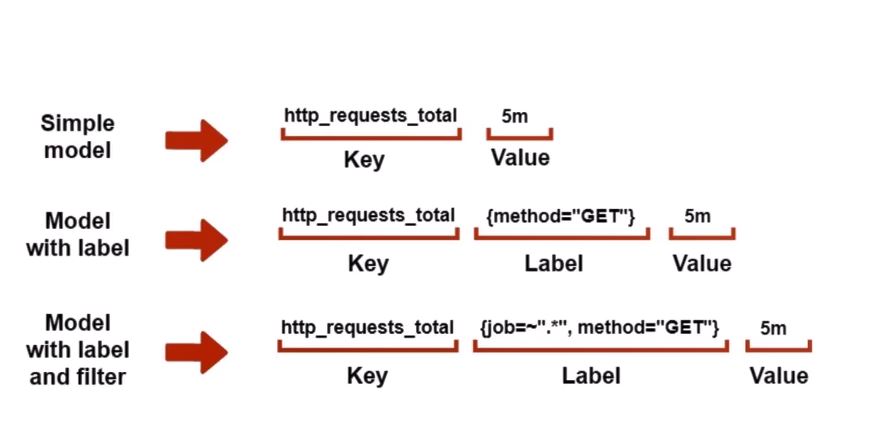 Simple
model
http_requests_total 5m
Key Value
Model
with label
http_requests_total {method="GET"} 5m
Key Label Value
Model
with label
and filter
http_requests_total {job=~".*", method="GET"} 5m
Key Label Value